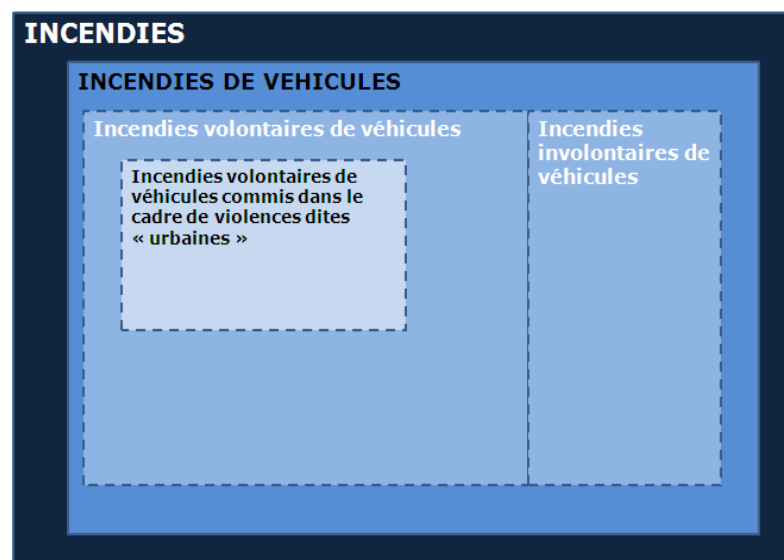 INCENDIES
INCENDIES DE VEHICULES
Incendies volontaires de véhicules
Incendies volontaires de
véhicules commis dans le
cadre de violences dites
« urbaines »
Incendies
involontaires de
véhicules